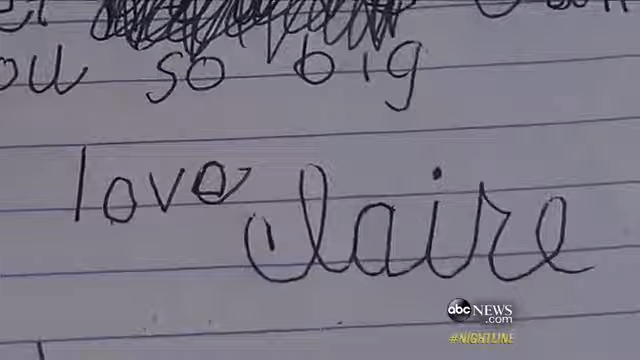 ou so big
love Claire
abc NEWS
.com
#NIGHTLINE